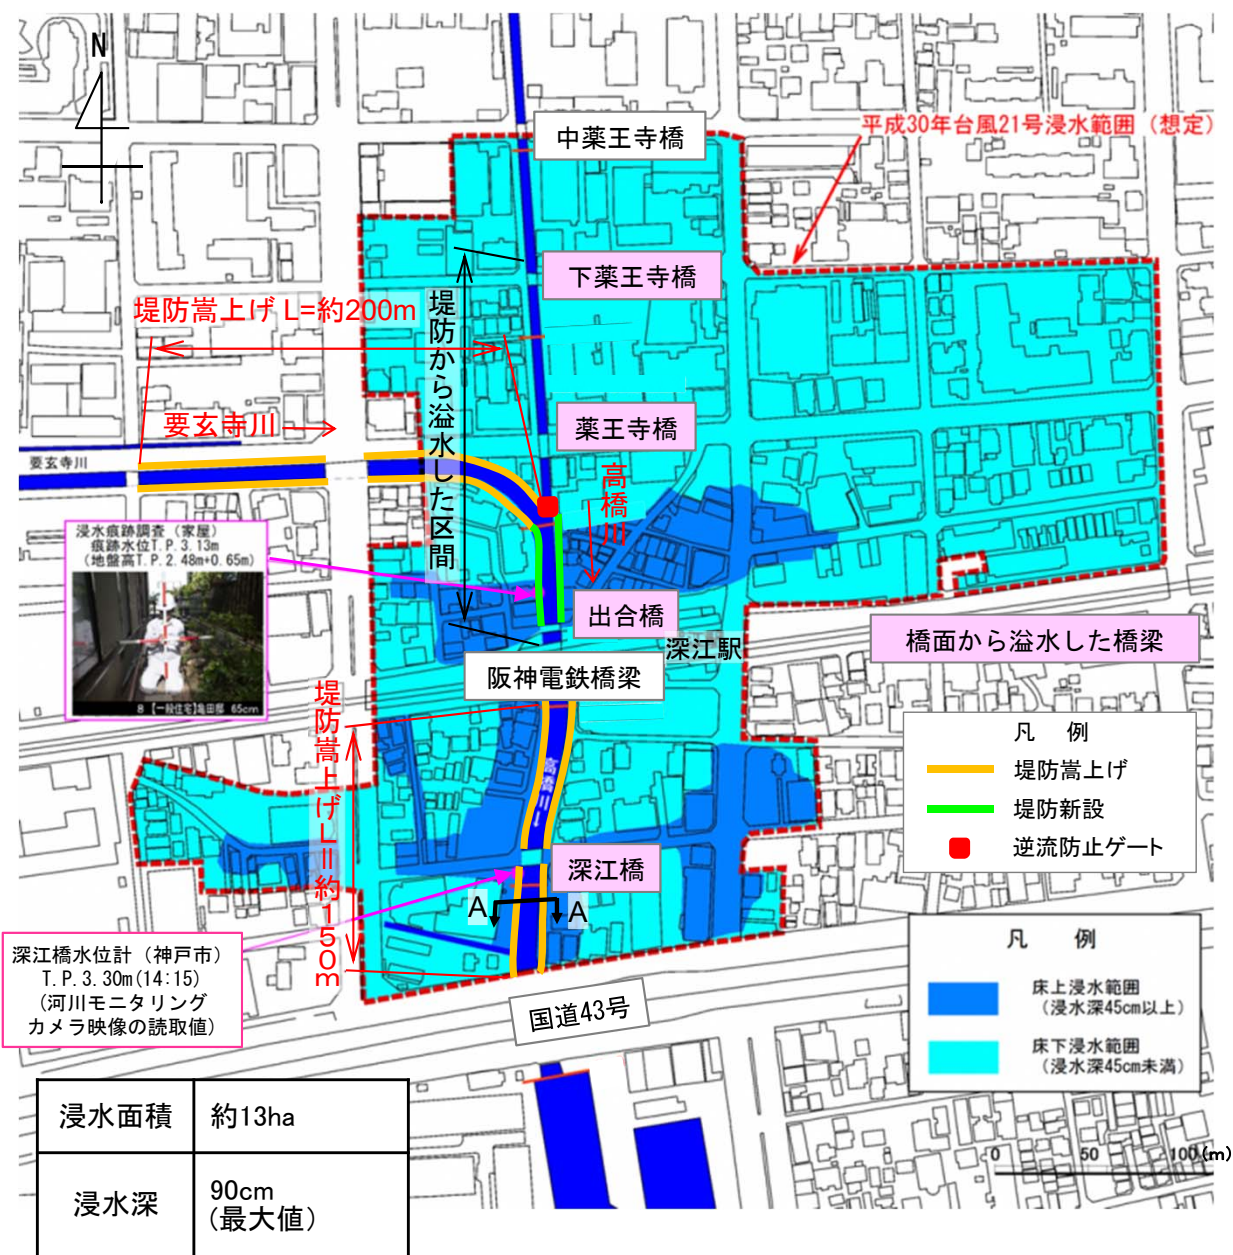 N
中薬王寺橋
平成30年台風21号浸水範囲（想定）
下薬王寺橋
堤防嵩上げ L=約200m
堤防から溢水した区間
薬王寺橋
要玄寺川
要玄寺川
高橋川
浸水痕跡調査（家屋）
痕跡水位T.P.3.13m
（地盤高T.P.2.48m+0.65m）
8 【一般住宅】亀田邸 65cm
出合橋
深江駅
橋面から溢水した橋梁
阪神電鉄橋梁
堤防嵩上げL=約150m
高橋川
凡 例
堤防嵩上げ
堤防新設
逆流防止ゲート
深江橋
A
A
深江橋水位計（神戸市）
T.P.3.30m(14:15)
（河川モニタリング
カメラ映像の読取値）
国道43号
凡 例
床上浸水範囲
（浸水深45cm以上）
床下浸水範囲
（浸水深45cm未満）
浸水面積
約13ha
浸水深
90cm
（最大値）
0 50 100(m)